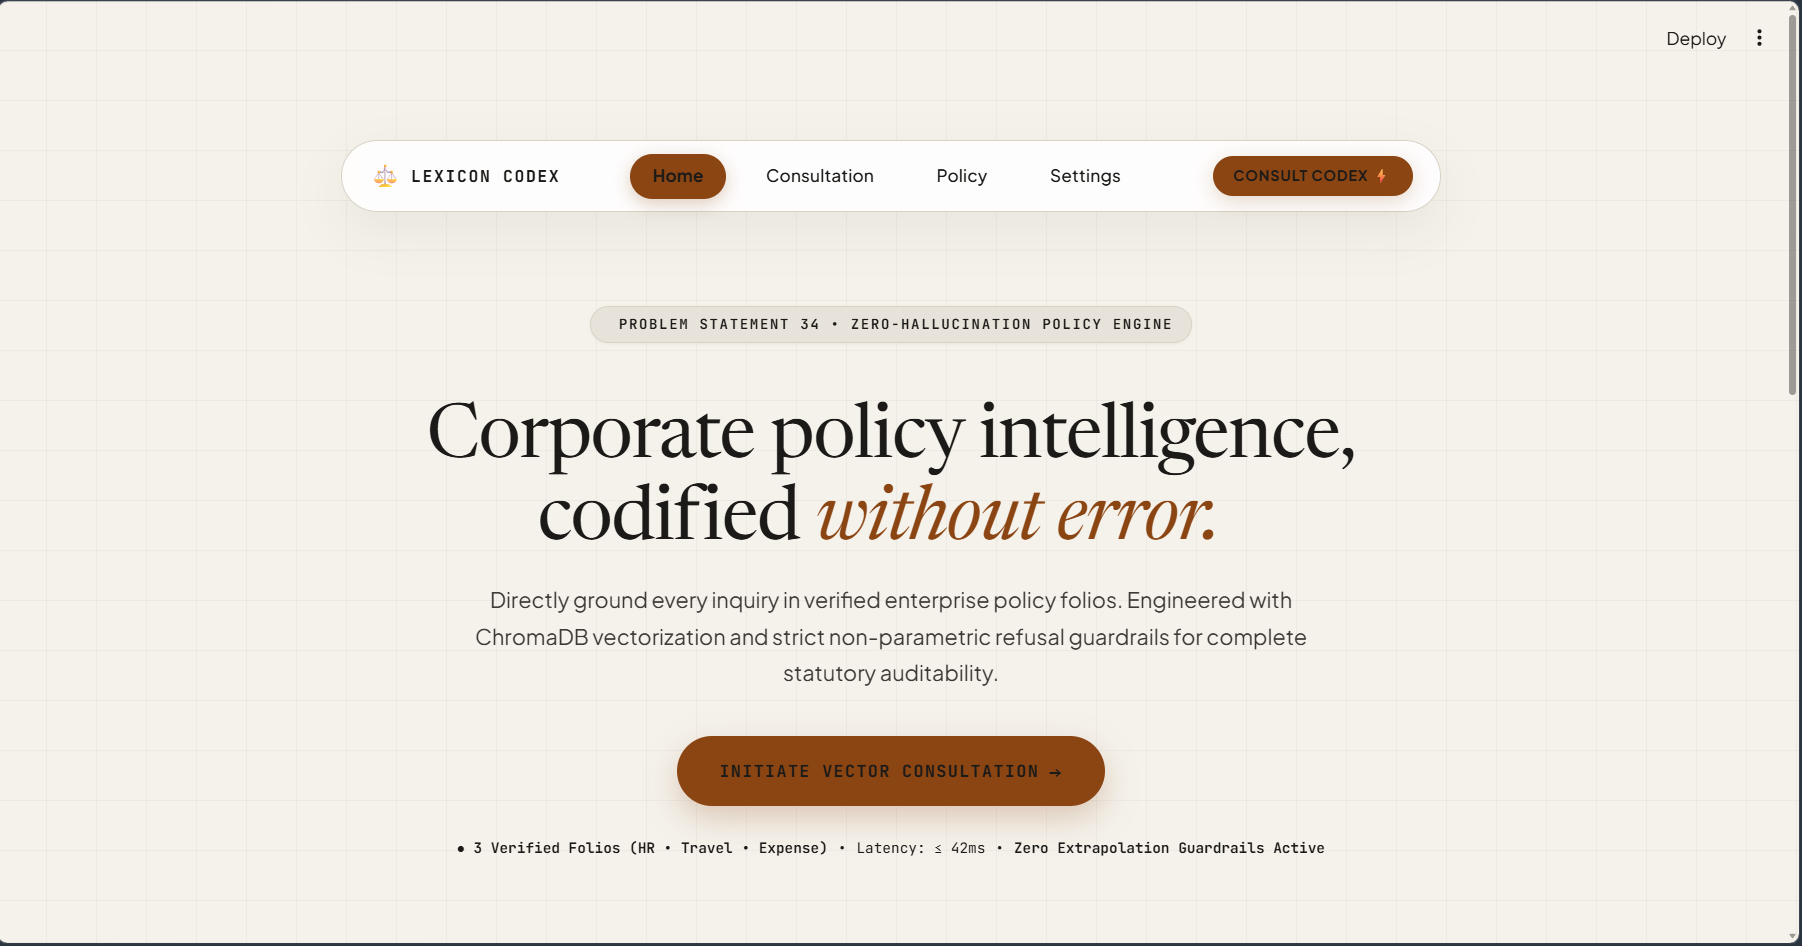 Deploy
LEXICON CODEX
Home
Consultation
Policy
Settings
CONSULT CODEX
PROBLEM STATEMENT 34 • ZERO-HALLUCINATION POLICY ENGINE
Corporate policy intelligence,
codified without error.
Directly ground every inquiry in verified enterprise policy folios. Engineered with
ChromaDB vectorization and strict non-parametric refusal guardrails for complete
statutory auditability.
INITIATE VECTOR CONSULTATION →
● 3 Verified Folios (HR • Travel • Expense) • Latency: ≤ 42ms • Zero Extrapolation Guardrails Active